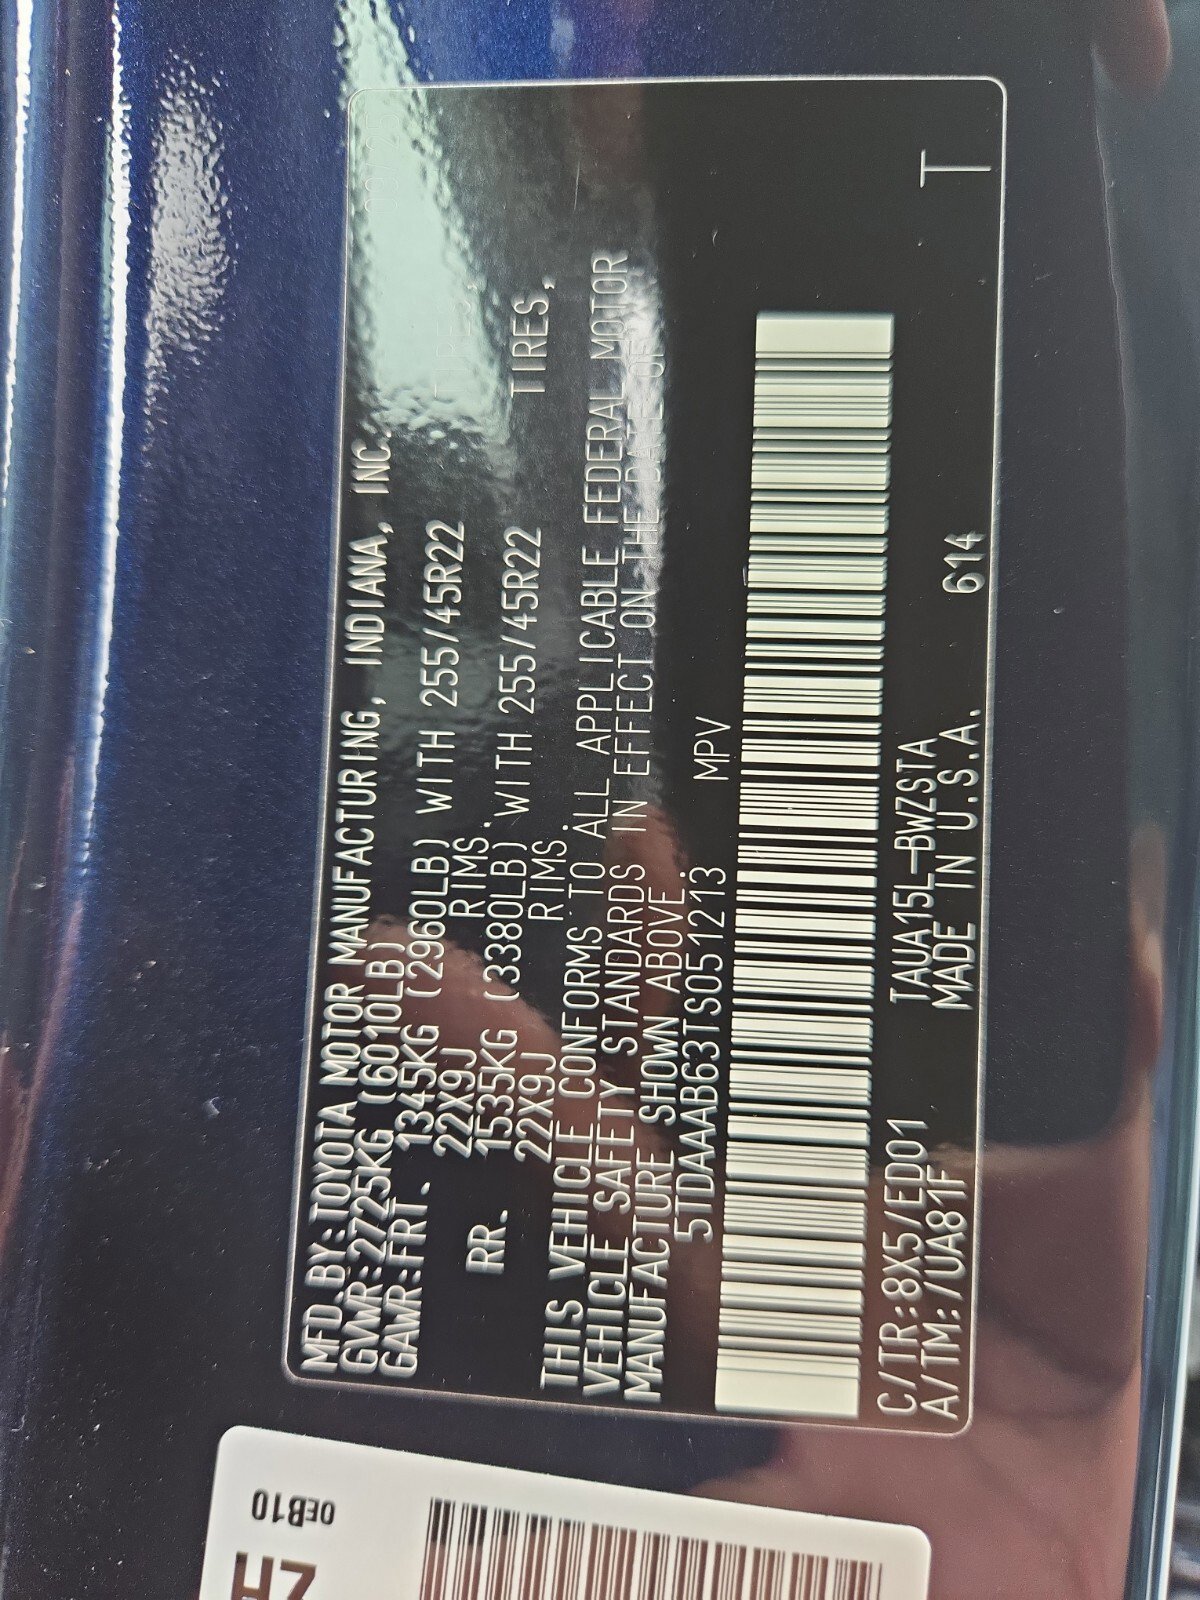 MFD BY:TOYOTA MOTOR MANUFACTURING, INDIANA, INC. 09/25
GVWR:2725KG (6010LB)
GAWR:FRT. 1345KG (2960LB) WITH 255/45R22 TIRES,
22X9J RIMS.
RR. 1535KG (3380LB) WITH 255/45R22 TIRES,
22X9J RIMS.
THIS VEHICLE CONFORMS TO ALL APPLICABLE FEDERAL MOTOR
VEHICLE SAFETY STANDARDS IN EFFECT ON THE DATE OF
MANUFACTURE SHOWN ABOVE.
5TDAAAB63TS051213 MPV
C/TR:8X5/ED01 TAUA15L-BWZSTA
A/TM:/UA81F MADE IN U.S.A. 614 T
0EB10